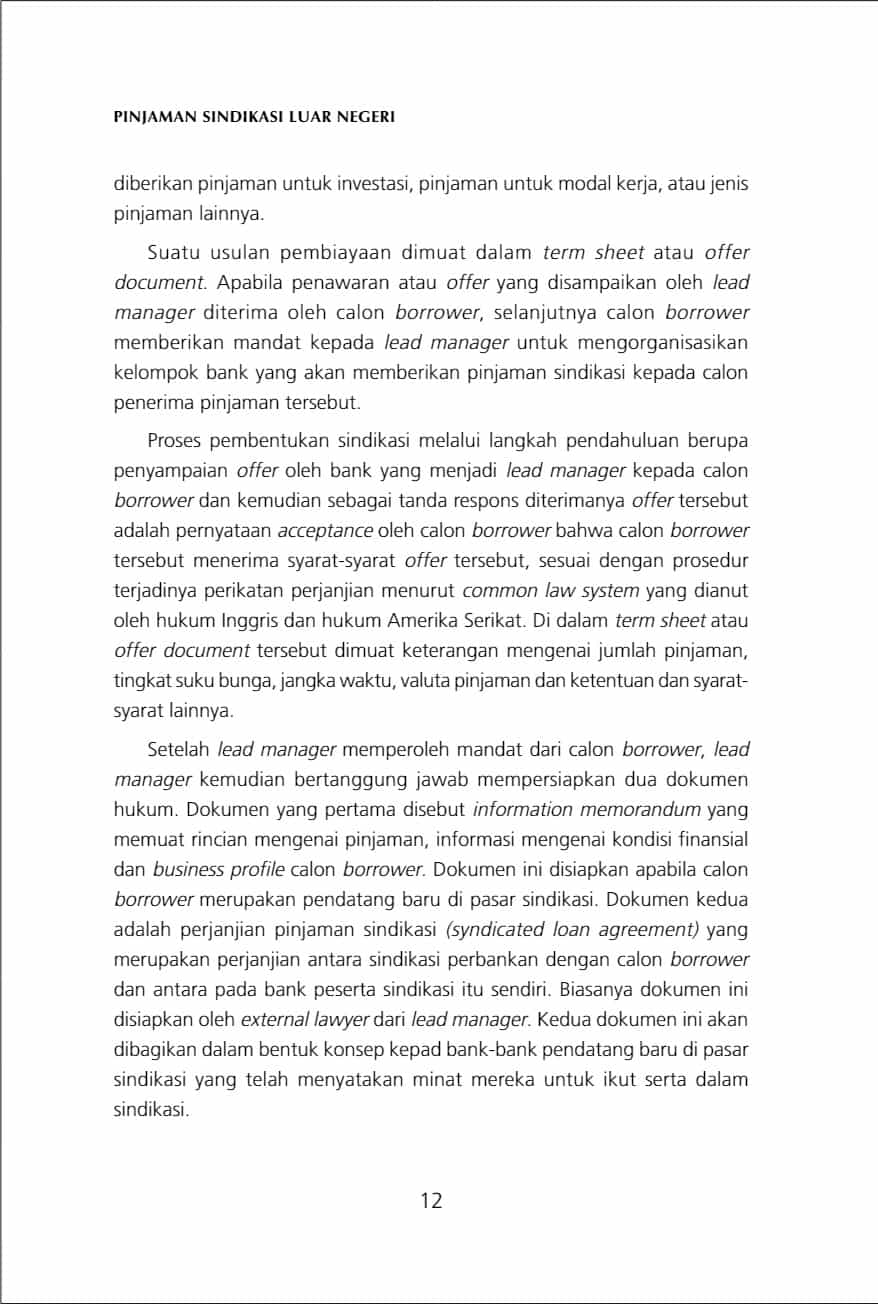 PINJAMAN SINDIKASI LUAR NEGERI
diberikan pinjaman untuk investasi, pinjaman untuk modal kerja, atau jenis
pinjaman lainnya.
Suatu usulan pembiayaan dimuat dalam term sheet atau offer
document. Apabila penawaran atau offer yang disampaikan oleh lead
manager diterima oleh calon borrower, selanjutnya calon borrower
memberikan mandat kepada lead manager untuk mengorganisasikan
kelompok bank yang akan memberikan pinjaman sindikasi kepada calon
penerima pinjaman tersebut.
Proses pembentukan sindikasi melalui langkah pendahuluan berupa
penyampaian offer oleh bank yang menjadi lead manager kepada calon
borrower dan kemudian sebagai tanda respons diterimanya offer tersebut
adalah pernyataan acceptance oleh calon borrower bahwa calon borrower
tersebut menerima syarat-syarat offer tersebut, sesuai dengan prosedur
terjadinya perikatan perjanjian menurut common law system yang dianut
oleh hukum Inggris dan hukum Amerika Serikat. Di dalam term sheet atau
offer document tersebut dimuat keterangan mengenai jumlah pinjaman,
tingkat suku bunga, jangka waktu, valuta pinjaman dan ketentuan dan syarat-
syarat lainnya.
Setelah lead manager memperoleh mandat dari calon borrower, lead
manager kemudian bertanggung jawab mempersiapkan dua dokumen
hukum. Dokumen yang pertama disebut information memorandum yang
memuat rincian mengenai pinjaman, informasi mengenai kondisi finansial
dan business profile calon borrower. Dokumen ini disiapkan apabila calon
borrower merupakan pendatang baru di pasar sindikasi. Dokumen kedua
adalah perjanjian pinjaman sindikasi (syndicated loan agreement) yang
merupakan perjanjian antara sindikasi perbankan dengan calon borrower
dan antara pada bank peserta sindikasi itu sendiri. Biasanya dokumen ini
disiapkan oleh external lawyer dari lead manager. Kedua dokumen ini akan
dibagikan dalam bentuk konsep kepad bank-bank pendatang baru di pasar
sindikasi yang telah menyatakan minat mereka untuk ikut serta dalam
sindikasi.
12